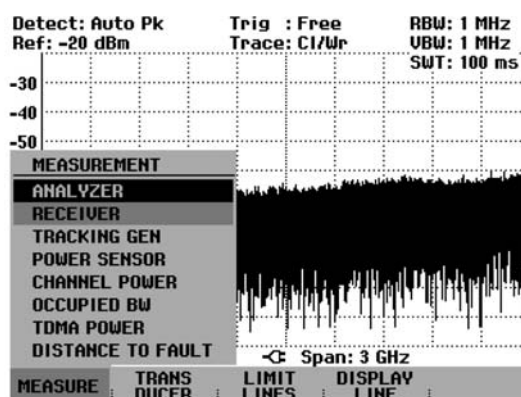 Detect: Auto Pk Trig : Free RBW: 1 MHz
Ref: -20 dBm Trace: Cl/Wr VBW: 1 MHz
SWT: 100 ms
-30
-40
-50
MEASUREMENT
ANALYZER
RECEIVER
TRACKING GEN
POWER SENSOR
CHANNEL POWER
OCCUPIED BW
TDMA POWER
DISTANCE TO FAULT
Span: 3 GHz
MEASURE TRANS DUCER LIMIT LINES DISPLAY LINE